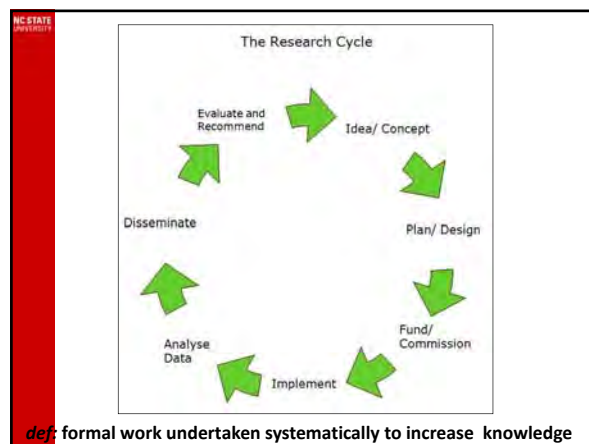 NC STATE
UNIVERSITY
The Research Cycle
Evaluate and
Recommend
Idea/ Concept
Disseminate
Plan/ Design
Fund/
Commission
Analyse
Data
Implement
def: formal work undertaken systematically to increase knowledge